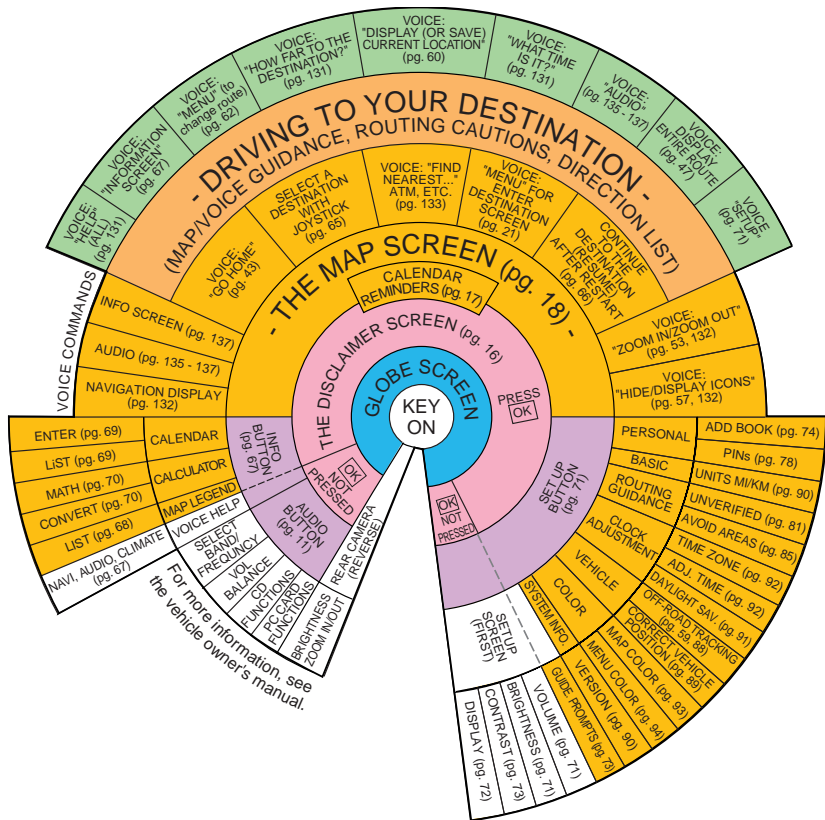 VOICE:
"HELP"
(ALL)
(pg. 131)
VOICE:
"INFORMATION
SCREEN"
(pg. 67)
VOICE:
"MENU" (to
change route)
(pg. 62)
VOICE:
"HOW FAR TO THE
DESTINATION?"
(pg. 131)
VOICE:
"DISPLAY (OR SAVE)
CURRENT LOCATION"
(pg. 60)
VOICE:
"WHAT TIME
IS IT?"
(pg. 131)
VOICE:
"AUDIO"
(pg. 135 - 137)
VOICE:
DISPLAY
ENTIRE ROUTE
(pg. 47)
VOICE
"SETUP"
(pg. 71)
- DRIVING TO YOUR DESTINATION -
(MAP/VOICE GUIDANCE, ROUTING CAUTIONS, DIRECTION LIST)
VOICE:
"GO HOME"
(pg. 43)
SELECT A
DESTINATION
WITH
JOYSTICK
(pg. 65)
VOICE: "FIND
NEAREST..."
ATM, ETC.
(pg. 133)
VOICE:
"MENU" FOR
ENTER
DESTINATION
SCREEN
(pg. 21)
CONTINUE
TO THE
DESTINATION
(RESUME)
AFTER RESTART
(pg. 66)
- THE MAP SCREEN (pg. 18) -
CALENDAR
REMINDERS (pg. 17)
VOICE COMMANDS
INFO SCREEN (pg. 137)
AUDIO (pg. 135 - 137)
NAVIGATION DISPLAY
(pg. 132)
VOICE:
"ZOOM IN/ZOOM OUT"
(pg. 53, 132)
VOICE:
"HIDE/DISPLAY ICONS"
(pg. 57, 132)
THE DISCLAIMER SCREEN (pg. 16)
PRESS
OK
GLOBE SCREEN
KEY
ON
OK
NOT
PRESSED
OK
NOT
PRESSED
INFO
BUTTON
(pg. 67)
CALENDAR
CALCULATOR
MAP LEGEND
VOICE HELP
ENTER (pg. 69)
LiST (pg. 69)
MATH (pg. 70)
CONVERT (pg. 70)
LIST (pg. 68)
NAVI, AUDIO, CLIMATE
(pg. 67)
AUDIO
BUTTON
(pg. 11)
SELECT
BAND/
FREQUNCY
VOL
BALANCE
CD
FUNCTIONS
PC CARD
FUNCTIONS
For more information, see
the vehicle owner's manual.
REAR CAMERA
(REVERSE)
BRIGHTNESS
ZOOM IN/OUT
SET UP
BUTTON
(pg. 71)
PERSONAL
BASIC
ROUTING
GUIDANCE
CLOCK
ADJUSTMENT
VEHICLE
COLOR
SYSTEM INFO.
ADD BOOK (pg. 74)
PINs (pg. 78)
UNITS MI/KM (pg. 90)
UNVERIFIED (pg. 81)
AVOID AREAS (pg. 85)
TIME ZONE (pg. 92)
ADJ. TIME (pg. 92)
DAYLIGHT SAV. (pg. 91)
OFF-ROAD TRACKING
(pg. 59, 88)
CORRECT VEHICLE
POSITION (pg. 89)
MAP COLOR (pg. 93)
MENU COLOR (pg. 94)
VERSION (pg. 90)
GUIDE PROMPTS (pg. 73)
SETUP
SCREEN
(FIRST)
VOLUME (pg. 71)
BRIGHTNESS (pg. 71)
CONTRAST (pg. 73)
DISPLAY (pg. 72)